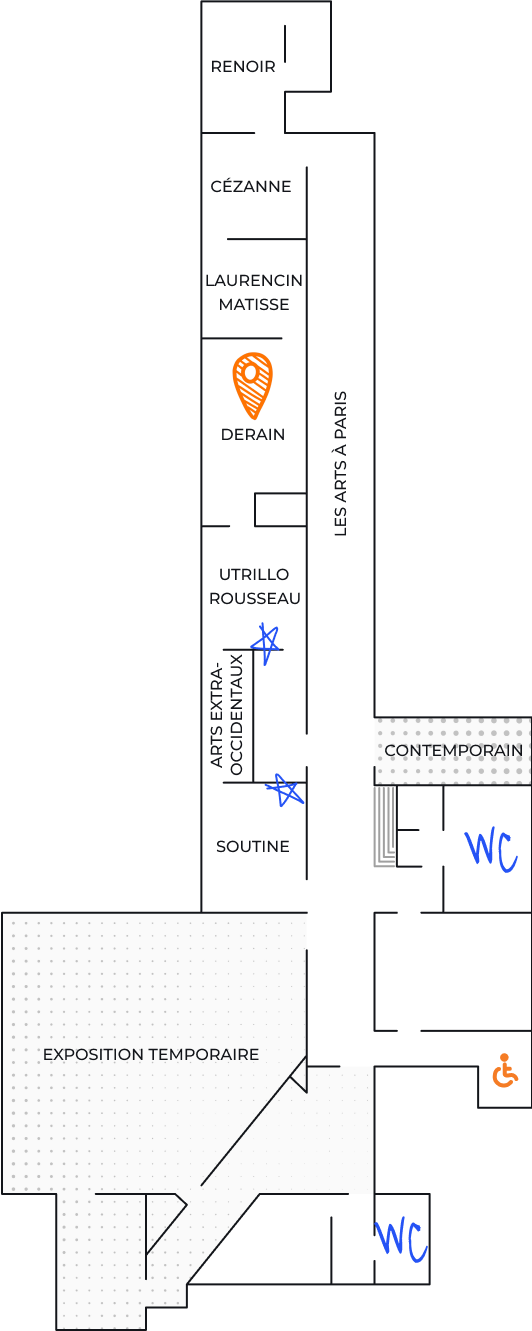 RENOIR
CÉZANNE
LAURENCIN
MATISSE
DERAIN
LES ARTS À PARIS
UTRILLO
ROUSSEAU
ARTS EXTRA-
OCCIDENTAUX
CONTEMPORAIN
SOUTINE
WC
EXPOSITION TEMPORAIRE
WC